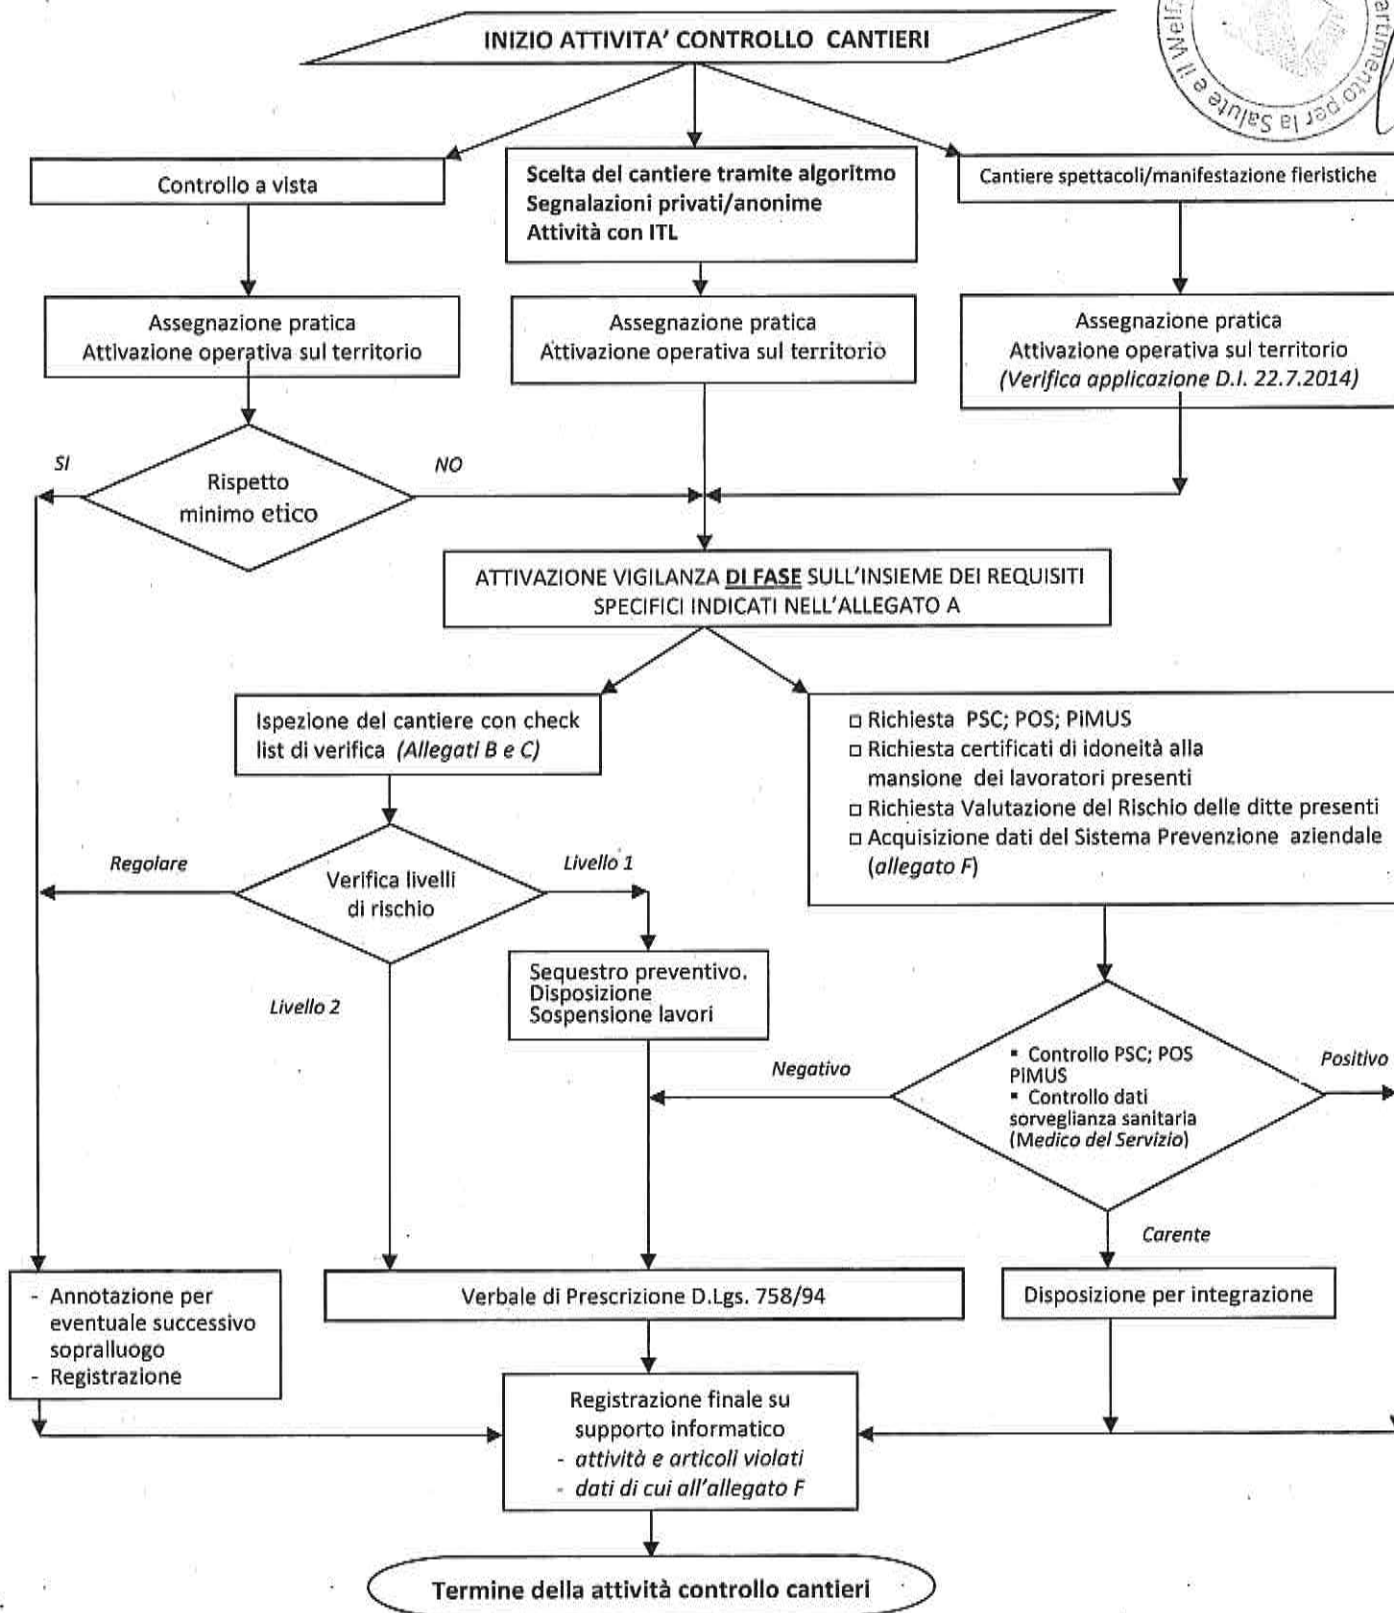 INIZIO ATTIVITA' CONTROLLO CANTIERI
e il Welf
artimento per la Salute
Controllo a vista
Scelta del cantiere tramite algoritmo
Segnalazioni privati/anonime
Attività con ITL
Cantiere spettacoli/manifestazione fieristiche
Assegnazione pratica
Attivazione operativa sul territorio
Assegnazione pratica
Attivazione operativa sul territorio
Assegnazione pratica
Attivazione operativa sul territorio
(Verifica applicazione D.I. 22.7.2014)
SI
Rispetto
minimo etico
NO
ATTIVAZIONE VIGILANZA DI FASE SULL'INSIEME DEI REQUISITI
SPECIFICI INDICATI NELL'ALLEGATO A
Ispezione del cantiere con check
list di verifica (Allegati B e C)
□ Richiesta PSC; POS; PiMUS
□ Richiesta certificati di idoneità alla
mansione dei lavoratori presenti
□ Richiesta Valutazione del Rischio delle ditte presenti
□ Acquisizione dati del Sistema Prevenzione aziendale
(allegato F)
Regolare
Verifica livelli
di rischio
Livello 1
Livello 2
Sequestro preventivo.
Disposizione
Sospensione lavori
Negativo
▪ Controllo PSC; POS
PiMUS
▪ Controllo dati
sorveglianza sanitaria
(Medico del Servizio)
Positivo
Carente
- Annotazione per
eventuale successivo
sopralluogo
- Registrazione
Verbale di Prescrizione D.Lgs. 758/94
Disposizione per integrazione
Registrazione finale su
supporto informatico
- attività e articoli violati
- dati di cui all'allegato F
Termine della attività controllo cantieri